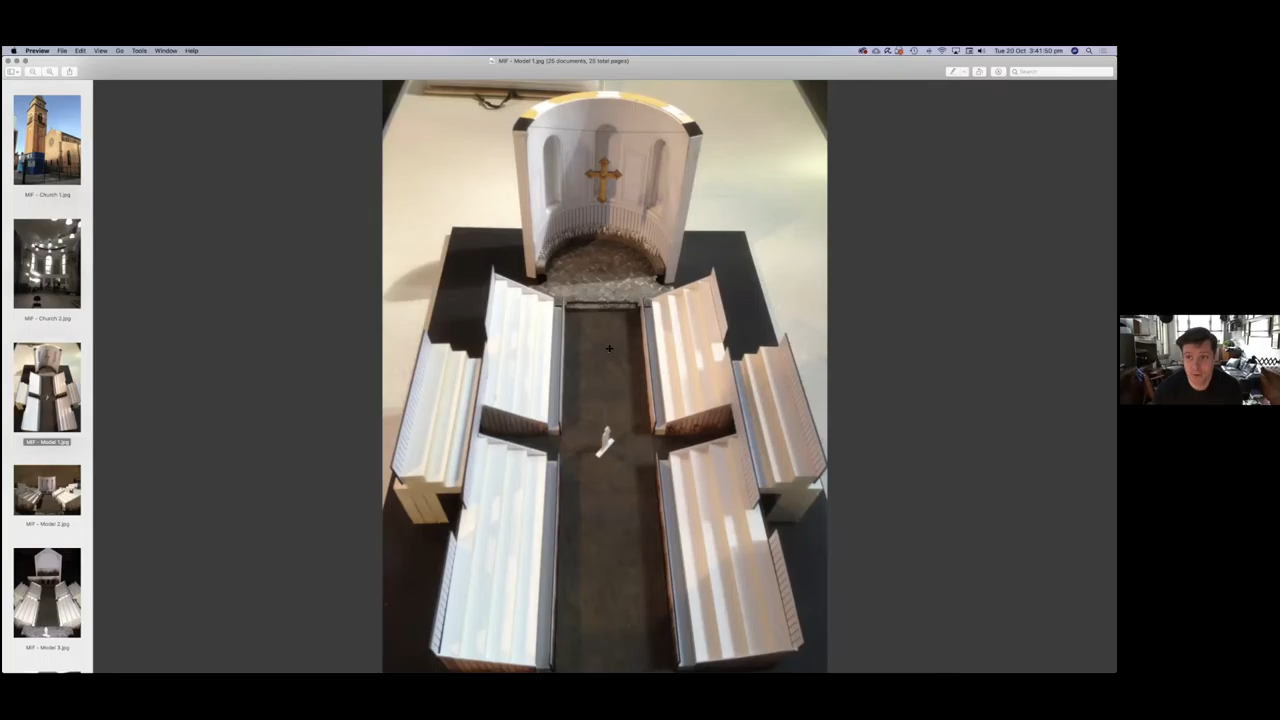 Preview File Edit View Go Tools Window Help
Tue 20 Oct 3:41:50 pm
MIF - Model 1.jpg (25 documents, 25 total pages)
Search
MIF - Church 1.jpg
MIF - Church 2.jpg
MIF - Model 1.jpg
MIF - Model 2.jpg
MIF - Model 3.jpg